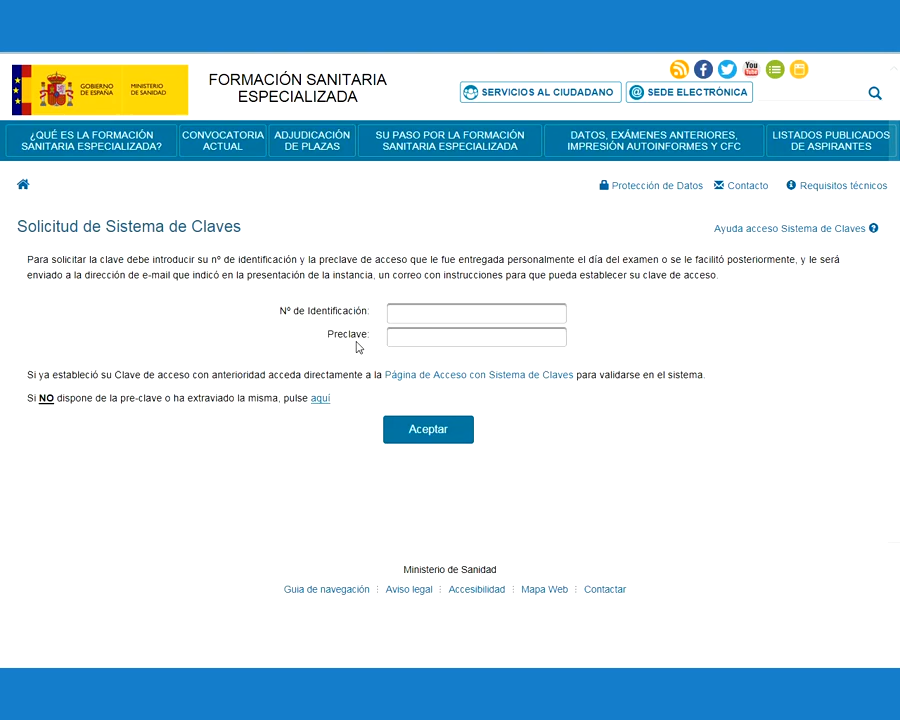 GOBIERNO
DE ESPAÑA
MINISTERIO
DE SANIDAD
FORMACIÓN SANITARIA
ESPECIALIZADA
You
Tube
SERVICIOS AL CIUDADANO
@ SEDE ELECTRÓNICA
¿QUÉ ES LA FORMACIÓN
SANITARIA ESPECIALIZADA?
CONVOCATORIA
ACTUAL
ADJUDICACIÓN
DE PLAZAS
SU PASO POR LA FORMACIÓN
SANITARIA ESPECIALIZADA
DATOS, EXÁMENES ANTERIORES,
IMPRESIÓN AUTOINFORMES Y CFC
LISTADOS PUBLICADOS
DE ASPIRANTES
Protección de Datos
Contacto
Requisitos técnicos
Solicitud de Sistema de Claves
Ayuda acceso Sistema de Claves
Para solicitar la clave debe introducir su nº de identificación y la preclave de acceso que le fue entregada personalmente el día del examen o se le facilitó posteriormente, y le será
enviado a la dirección de e-mail que indicó en la presentación de la instancia, un correo con instrucciones para que pueda establecer su clave de acceso.
Nº de Identificación:
Preclave:
Si ya estableció su Clave de acceso con anterioridad acceda directamente a la Página de Acceso con Sistema de Claves para validarse en el sistema.
Si NO dispone de la pre-clave o ha extraviado la misma, pulse aquí
Aceptar
Ministerio de Sanidad
Guia de navegación
Aviso legal
Accesibilidad
Mapa Web
Contactar